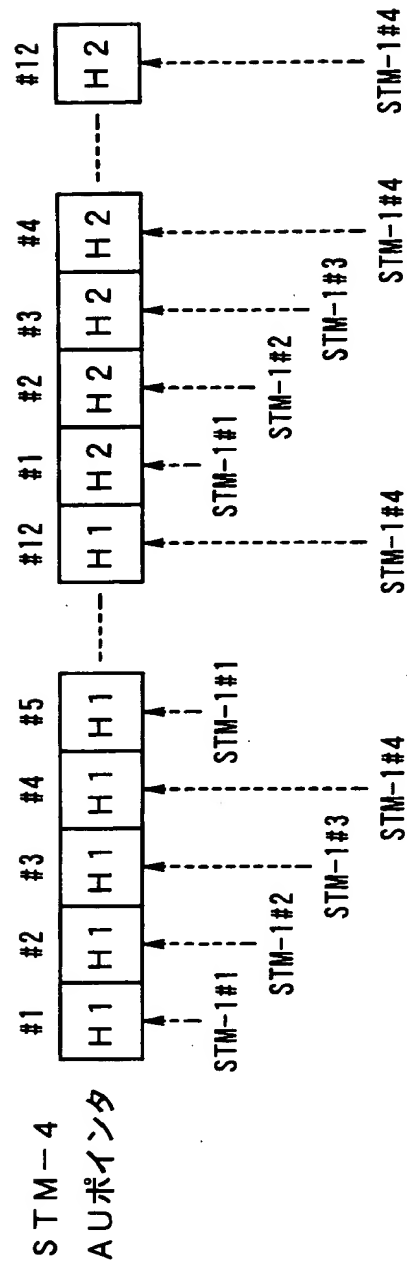 STM-4
AUポインタ
#1 #2 #3 #4 #5 #12 #1 #2 #3 #4 #12
H1 H1 H1 H1 H1 H1 H2 H2 H2 H2 H2
STM-1#1 STM-1#1 STM-1#1
STM-1#2 STM-1#2
STM-1#3 STM-1#3
STM-1#4 STM-1#4 STM-1#4 STM-1#4